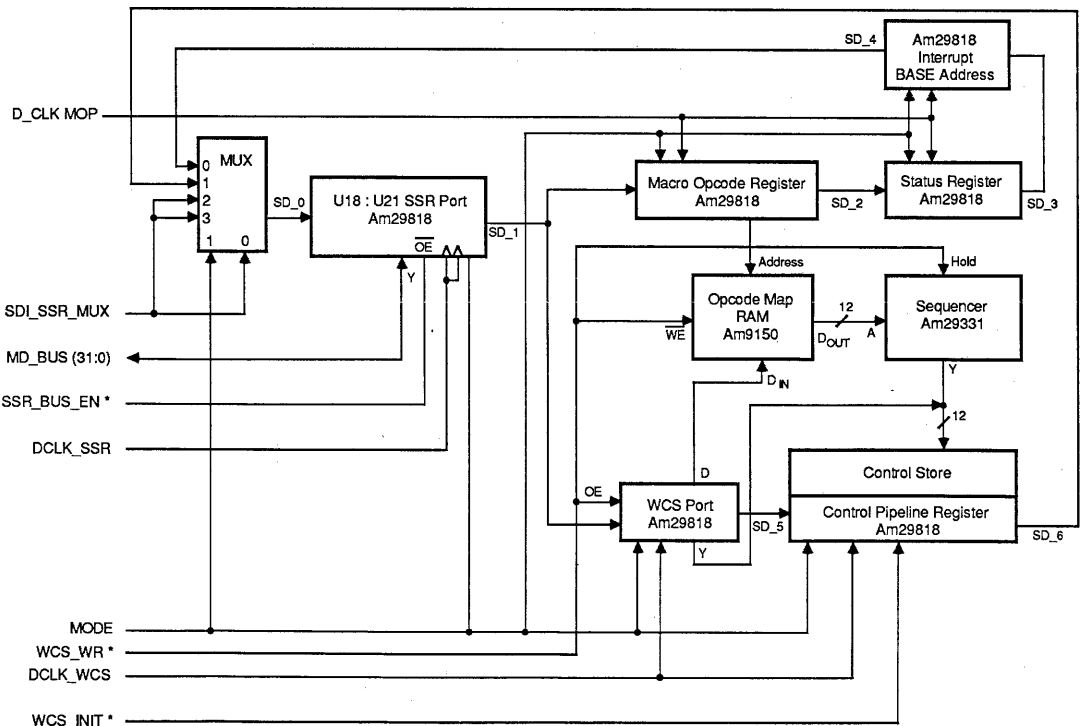 SD_4
Am29818
Interrupt
BASE Address
D_CLK MOP
MUX
0
1
2
3
1
0
SD_0
U18 : U21 SSR Port
Am29818
OE
Y
SD_1
Macro Opcode Register
Am29818
SD_2
Status Register
Am29818
SD_3
Address
Hold
SDI_SSR_MUX
Opcode Map
RAM
Am9150
WE
12
DOUT
A
Sequencer
Am29331
Y
MD_BUS (31:0)
DIN
SSR_BUS_EN *
12
DCLK_SSR
D
Control Store
OE
WCS Port
Am29818
SD_5
Control Pipeline Register
Am29818
SD_6
Y
MODE
WCS_WR *
DCLK_WCS
WCS_INIT *